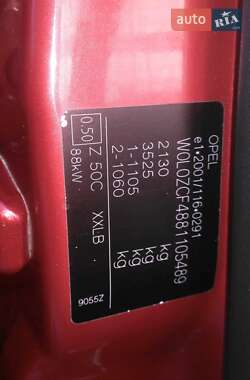 AUTO
RIA
.com
OPEL
e1*2001/116*0291
W0L0ZCF4881105489
2130 kg
3525 kg
1-1105 kg
2-1060 kg
0.50 Z 50C XXLB
88kW
9055Z